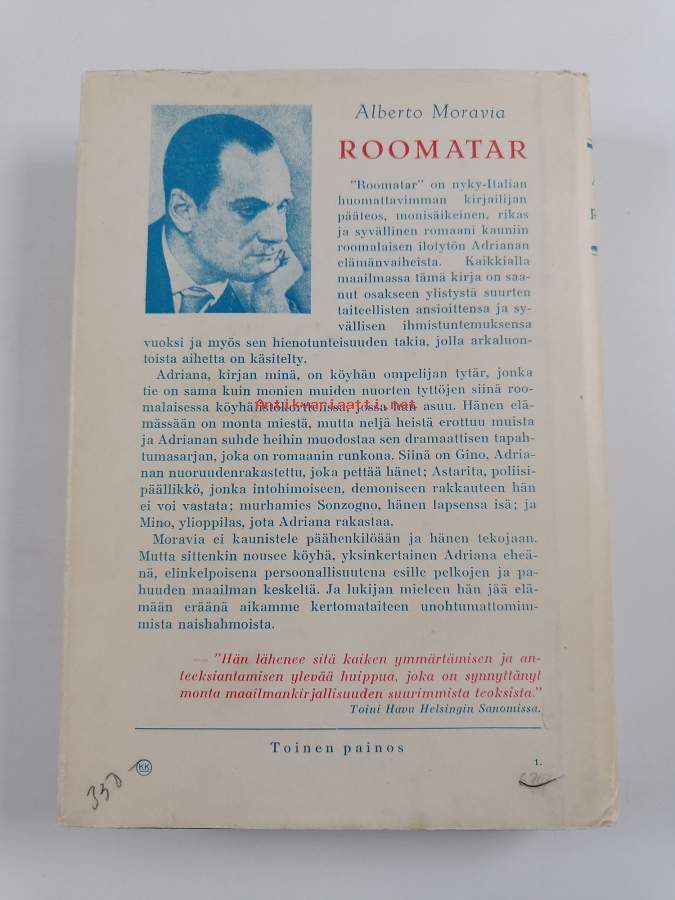 Alberto Moravia
ROOMATAR
"Roomatar" on nyky-Italian
huomattavimman kirjailijan
pääteos, monisäikeinen, rikas
ja syvällinen romaani kauniin
roomalaisen ilotytön Adrianan
elämänvaiheista. Kaikkialla
maailmassa tämä kirja on saa-
nut osakseen ylistystä suurten
taiteellisten ansioittensa ja sy-
vällisen ihmistuntemuksensa
vuoksi ja myös sen hienotunteisuuden takia, jolla arkaluon-
toista aihetta on käsitelty.
Adriana, kirjan minä, on köyhän ompelijan tytär, jonka
tie on sama kuin monien muiden nuorten tyttöjen siinä roo-
malaisessa köyhälistökorttelissa, jossa hän asuu. Hänen elä-
Antikvariaatti.net
mässään on monta miestä, mutta neljä heistä erottuu muista
ja Adrianan suhde heihin muodostaa sen dramaattisen tapah-
tumasarjan, joka on romaanin runkona. Siinä on Gino, Adria-
nan nuoruudenrakastettu, joka pettää hänet; Astarita, poliisi-
päällikkö, jonka intohimoiseen, demoniseen rakkauteen hän
ei voi vastata; murhamies Sonzogno, hänen lapsensa isä; ja
Mino, ylioppilas, jota Adriana rakastaa.
Moravia ei kaunistele päähenkilöään ja hänen tekojaan.
Mutta sittenkin nousee köyhä, yksinkertainen Adriana eheä-
nä, elinkelpoisena persoonallisuutena esille pelkojen ja pa-
huuden maailman keskeltä. Ja lukijan mieleen hän jää elä-
mään eräänä aikamme kertomataiteen unohtumattomim-
mista naishahmoista.
— "Hän lähenee sitä kaiken ymmärtämisen ja an-
teeksiantamisen ylevää huippua, joka on synnyttänyt
monta maailmankirjallisuuden suurimmista teoksista."
Toini Havu Helsingin Sanomissa.
Toinen painos
1.
KK